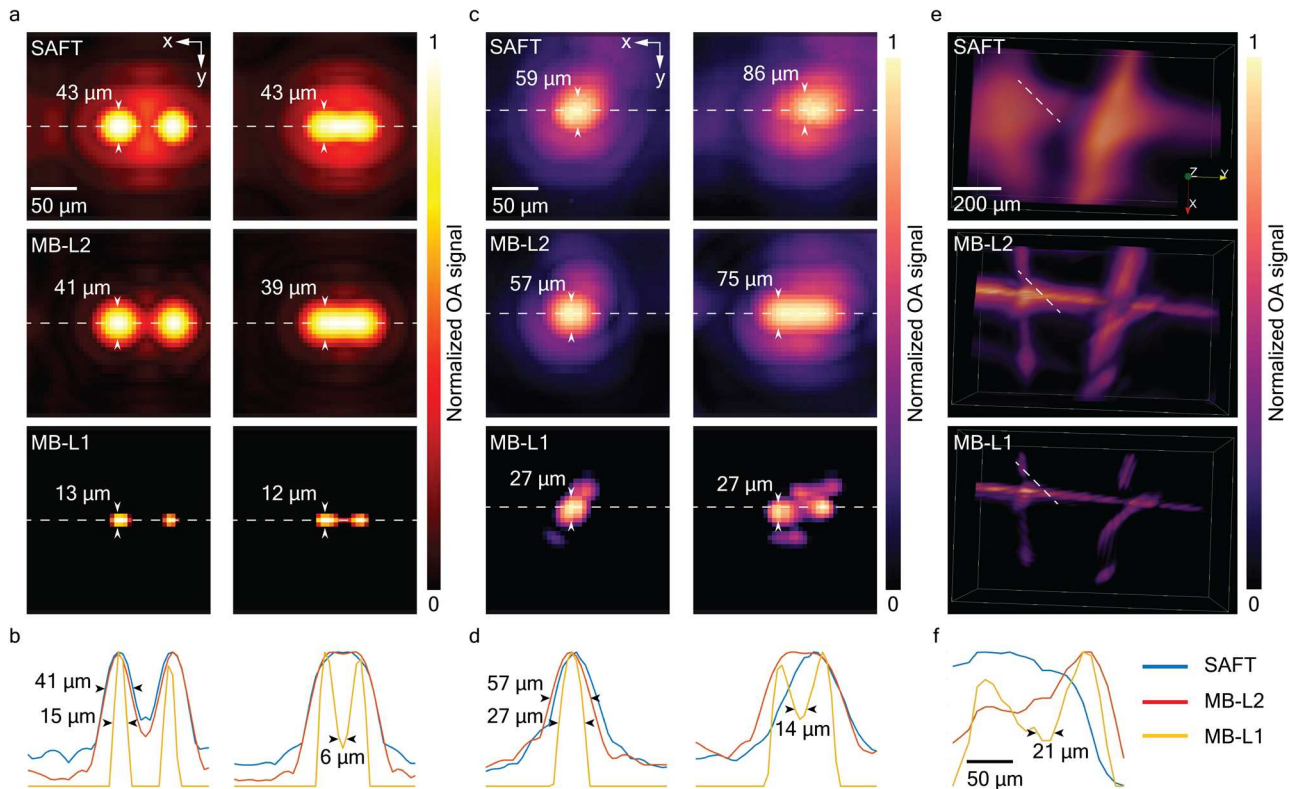 a
SAFT
x
y
43 µm
43 µm
50 µm
MB-L2
41 µm
39 µm
MB-L1
13 µm
12 µm
1
Normalized OA signal
0
c
SAFT
x
y
59 µm
86 µm
50 µm
MB-L2
57 µm
75 µm
MB-L1
27 µm
27 µm
1
Normalized OA signal
0
e
SAFT
Z
Y
X
200 µm
MB-L2
MB-L1
1
Normalized OA signal
0
b
41 µm
15 µm
6 µm
d
57 µm
27 µm
14 µm
f
21 µm
50 µm
SAFT
MB-L2
MB-L1